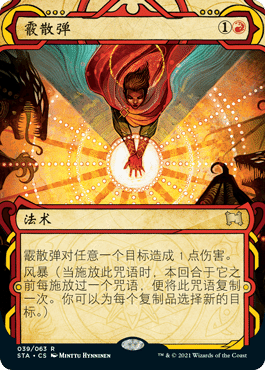 霰散弹
1
法术
霰散弹对任意一个目标造成1点伤害。
风暴（当施放此咒语时，本回合于它之
前每施放过一个咒语，便将此咒语复制
一次。你可以为每个复制品选择新的目
标。）
039/063 R
STA • CS MINTTU HYNNINEN
™ & © 2021 Wizards of the Coast